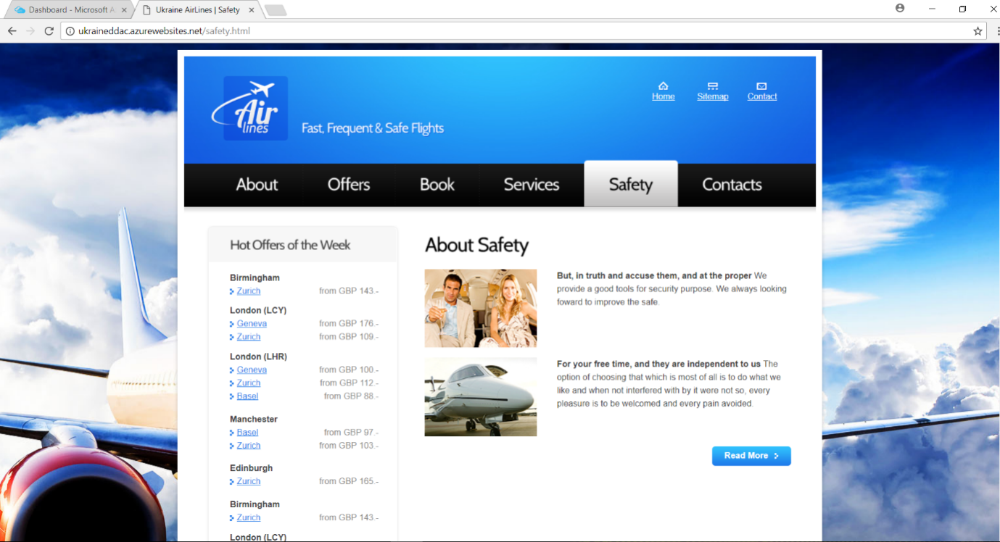 Dashboard - Microsoft A
Ukraine AirLines | Safety
ukraineddac.azurewebsites.net/safety.html
Air
lines
Fast, Frequent & Safe Flights
Home
Sitemap
Contact
About
Offers
Book
Services
Safety
Contacts
Hot Offers of the Week
Birmingham
Zurich from GBP 143.-
London (LCY)
Geneva from GBP 176.-
Zurich from GBP 109.-
London (LHR)
Geneva from GBP 100.-
Zurich from GBP 112.-
Basel from GBP 88.-
Manchester
Basel from GBP 97.-
Zurich from GBP 103.-
Edinburgh
Zurich from GBP 165.-
Birmingham
Zurich from GBP 143.-
London (LCY)
About Safety
But, in truth and accuse them, and at the proper We
provide a good tools for security purpose. We always looking
foward to improve the safe.
For your free time, and they are independent to us The
option of choosing that which is most of all is to do what we
like and when not interfered with by it were not so, every
pleasure is to be welcomed and every pain avoided.
Read More